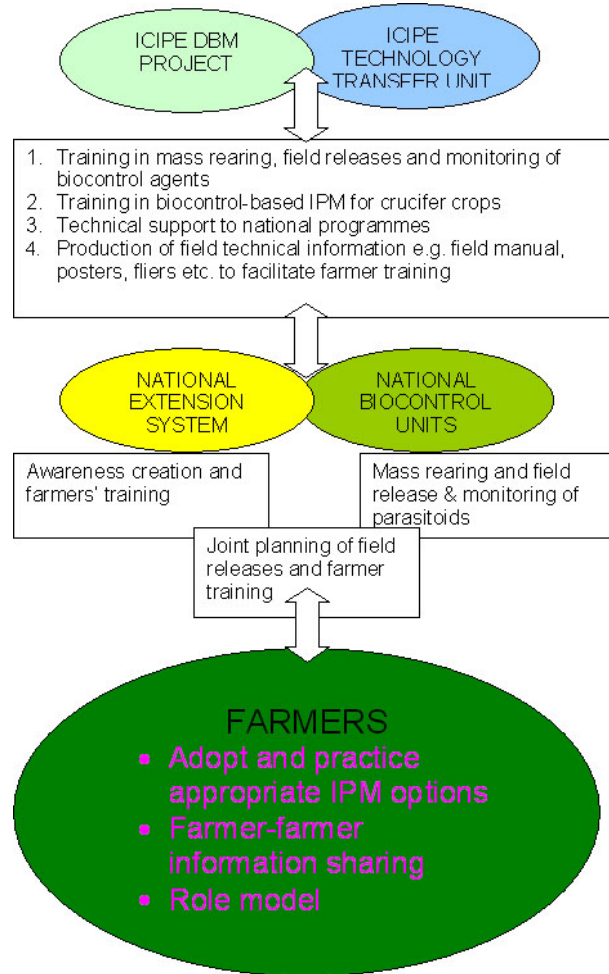 ICIPE DBM
PROJECT
ICIPE
TECHNOLOGY
TRANSFER UNIT
1. Training in mass rearing, field releases and monitoring of
biocontrol agents
2. Training in biocontrol-based IPM for crucifer crops
3. Technical support to national programmes
4. Production of field technical information e.g. field manual,
posters, fliers etc. to facilitate farmer training
NATIONAL
EXTENSION
SYSTEM
NATIONAL
BIOCONTROL
UNITS
Awareness creation and
farmers' training
Mass rearing and field
release & monitoring of
parasitoids
Joint planning of field
releases and farmer
training
FARMERS
• Adopt and practice
appropriate IPM options
• Farmer-farmer
information sharing
• Role model